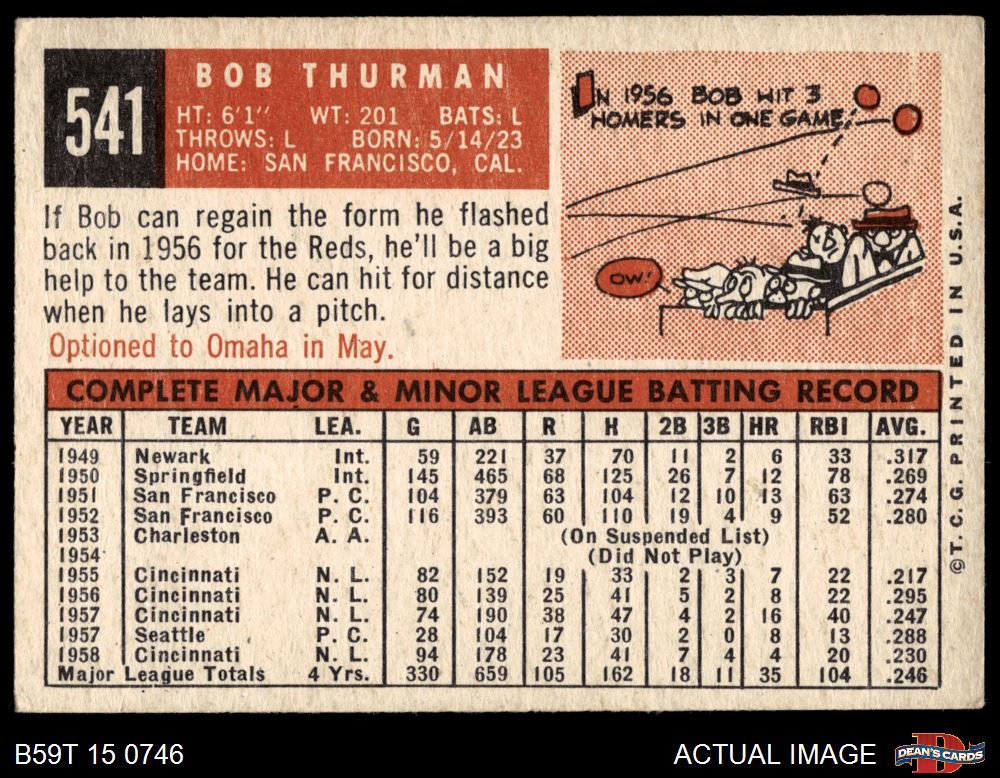 541
BOB THURMAN
HT: 6'1" WT: 201 BATS: L
THROWS: L BORN: 5/14/23
HOME: SAN FRANCISCO, CAL.
If Bob can regain the form he flashed
back in 1956 for the Reds, he'll be a big
help to the team. He can hit for distance
when he lays into a pitch.
Optioned to Omaha in May.
IN 1956 BOB HIT 3
HOMERS IN ONE GAME.
OW!
COMPLETE MAJOR & MINOR LEAGUE BATTING RECORD
YEAR TEAM LEA. G AB R H 2B 3B HR RBI AVG.
1949 Newark Int. 59 221 37 70 11 2 6 33 .317
1950 Springfield Int. 145 465 68 125 26 7 12 78 .269
1951 San Francisco P. C. 104 379 63 104 12 10 13 63 .274
1952 San Francisco P. C. 116 393 60 110 19 4 9 52 .280
1953 Charleston A. A. (On Suspended List)
1954 (Did Not Play)
1955 Cincinnati N. L. 82 152 19 33 2 3 7 22 .217
1956 Cincinnati N. L. 80 139 25 41 5 2 8 22 .295
1957 Cincinnati N. L. 74 190 38 47 4 2 16 40 .247
1957 Seattle P. C. 28 104 17 30 2 0 8 13 .288
1958 Cincinnati N. L. 94 178 23 41 7 4 4 20 .230
Major League Totals 4 Yrs. 330 659 105 162 18 11 35 104 .246
©T. C. G. PRINTED IN U.S.A.
B59T 15 0746
ACTUAL IMAGE
D
DEAN'S CARDS